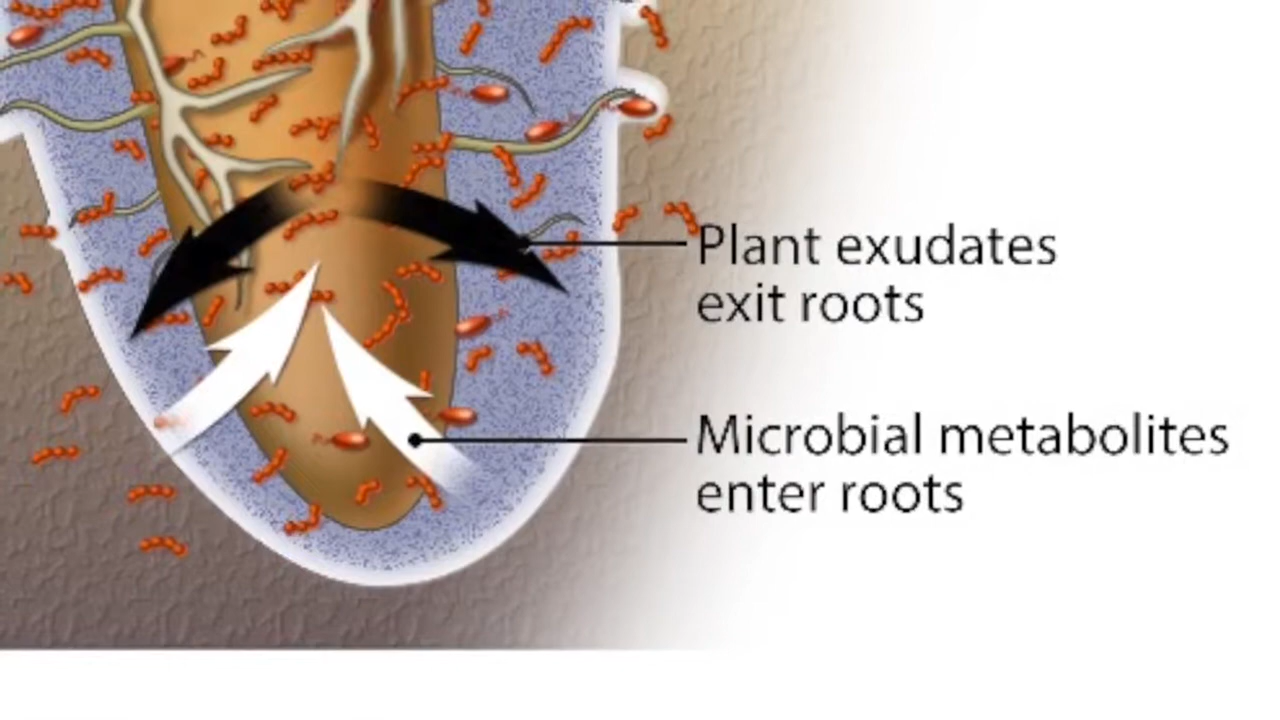 Plant exudates
exit roots
Microbial metabolites
enter roots